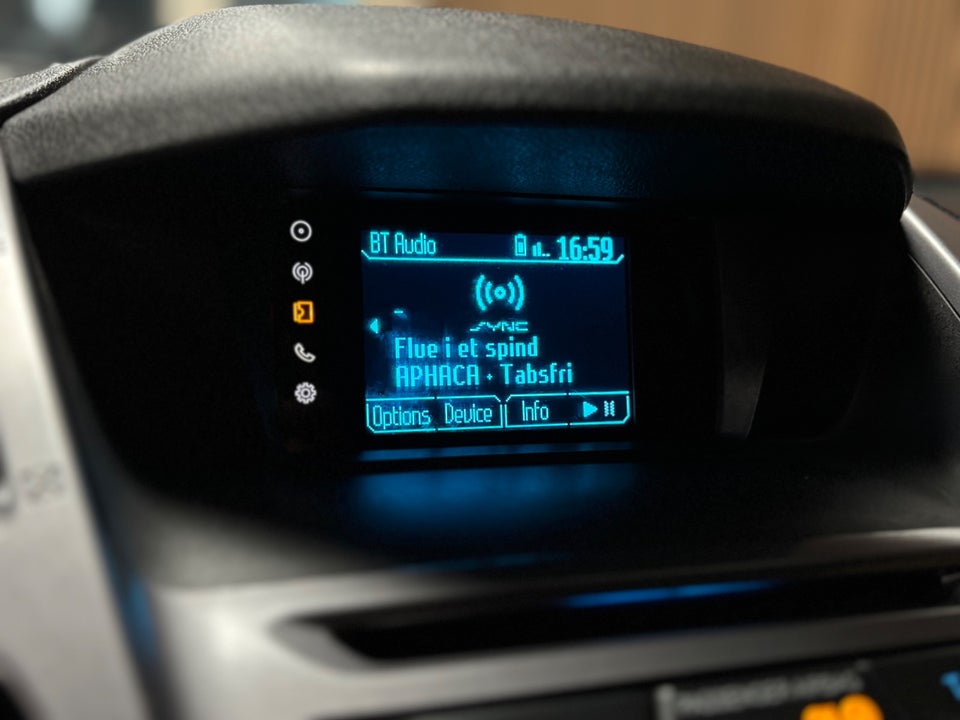 BT Audio 16:59
SYNC
Flue i et spind
APHACA · Tabsfri
Options Device Info